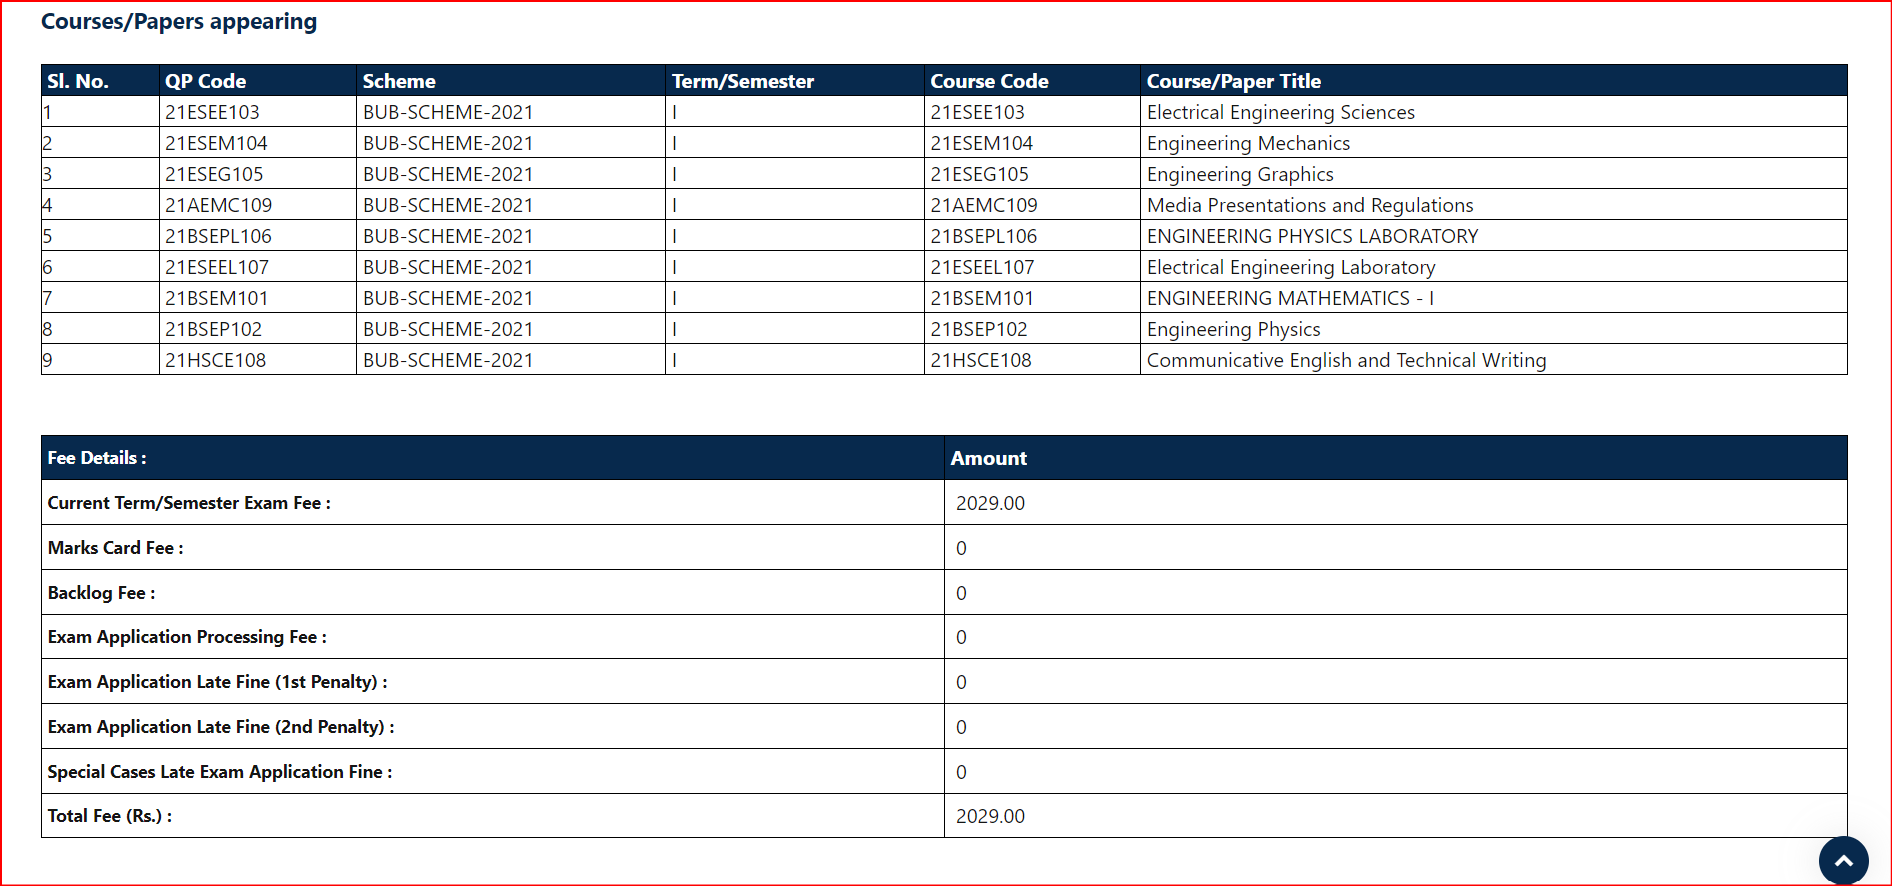 Courses/Papers appearing
Sl. No. QP Code Scheme Term/Semester Course Code Course/Paper Title
1 21ESEE103 BUB-SCHEME-2021 I 21ESEE103 Electrical Engineering Sciences
2 21ESEM104 BUB-SCHEME-2021 I 21ESEM104 Engineering Mechanics
3 21ESEG105 BUB-SCHEME-2021 I 21ESEG105 Engineering Graphics
4 21AEMC109 BUB-SCHEME-2021 I 21AEMC109 Media Presentations and Regulations
5 21BSEPL106 BUB-SCHEME-2021 I 21BSEPL106 ENGINEERING PHYSICS LABORATORY
6 21ESEEL107 BUB-SCHEME-2021 I 21ESEEL107 Electrical Engineering Laboratory
7 21BSEM101 BUB-SCHEME-2021 I 21BSEM101 ENGINEERING MATHEMATICS - I
8 21BSEP102 BUB-SCHEME-2021 I 21BSEP102 Engineering Physics
9 21HSCE108 BUB-SCHEME-2021 I 21HSCE108 Communicative English and Technical Writing
Fee Details : Amount
Current Term/Semester Exam Fee : 2029.00
Marks Card Fee : 0
Backlog Fee : 0
Exam Application Processing Fee : 0
Exam Application Late Fine (1st Penalty) : 0
Exam Application Late Fine (2nd Penalty) : 0
Special Cases Late Exam Application Fine : 0
Total Fee (Rs.) : 2029.00